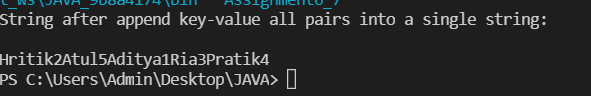 String after append key-value all pairs into a single string:
Hritik2Atul5Aditya1Ria3Pratik4
PS C:\Users\Admin\Desktop\JAVA>